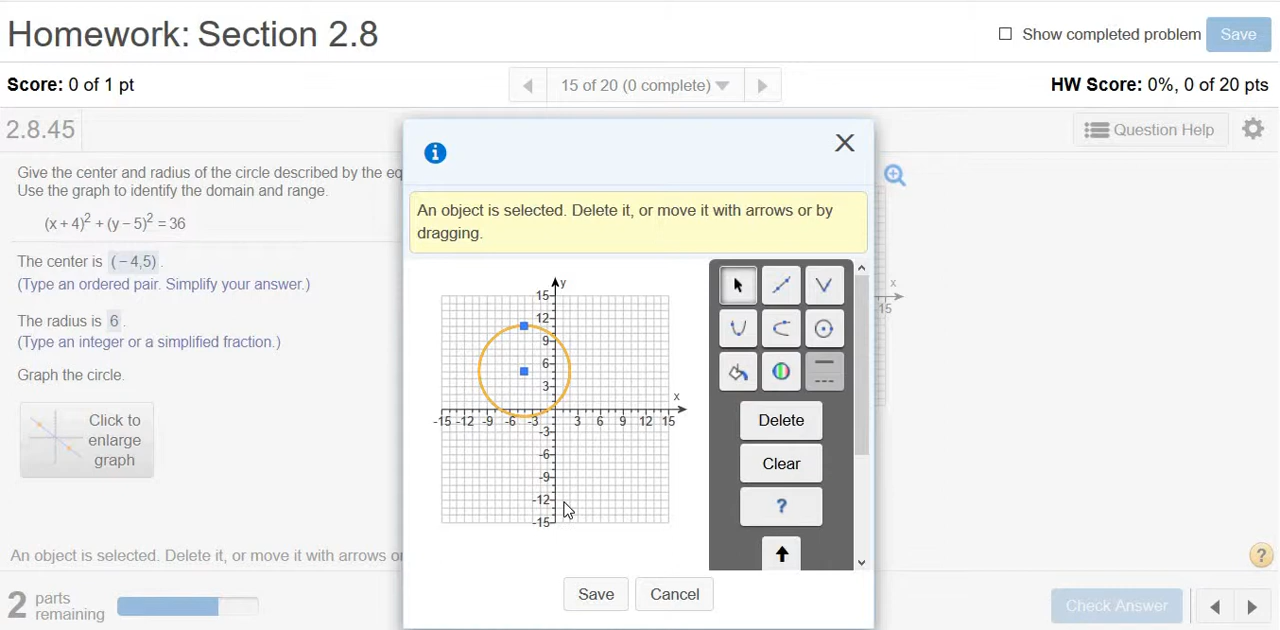 Homework: Section 2.8
Show completed problem
Save
Score: 0 of 1 pt
15 of 20 (0 complete)
HW Score: 0%, 0 of 20 pts
2.8.45
Question Help
Give the center and radius of the circle described by the eq
Use the graph to identify the domain and range.
(x + 4)² + (y − 5)² = 36
The center is (−4,5).
(Type an ordered pair. Simplify your answer.)
The radius is 6.
(Type an integer or a simplified fraction.)
Graph the circle.
Click to
enlarge
graph
An object is selected. Delete it, or move it with arrows or by
dragging.
y
15
12
9
6
3
x
-15 -12 -9 -6 -3 3 6 9 12 15
-3
-6
-9
-12
-15
Delete
Clear
?
Save
Cancel
x
15
An object is selected. Delete it, or move it with arrows o
?
2 parts
remaining
Check Answer